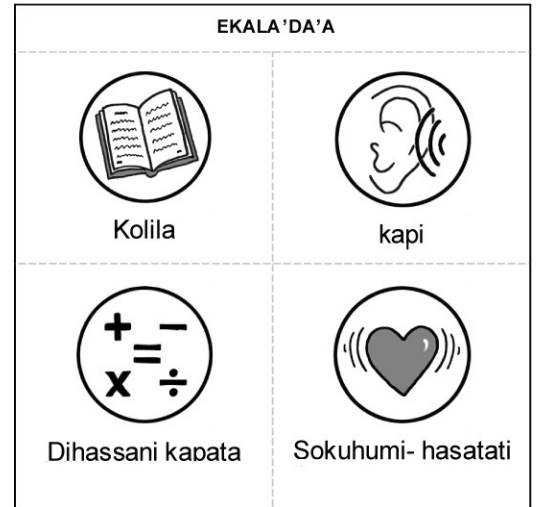 EKALA'DA'A
Kolila
kapi
Dihassani kapata
Sokuhumi- hasatati